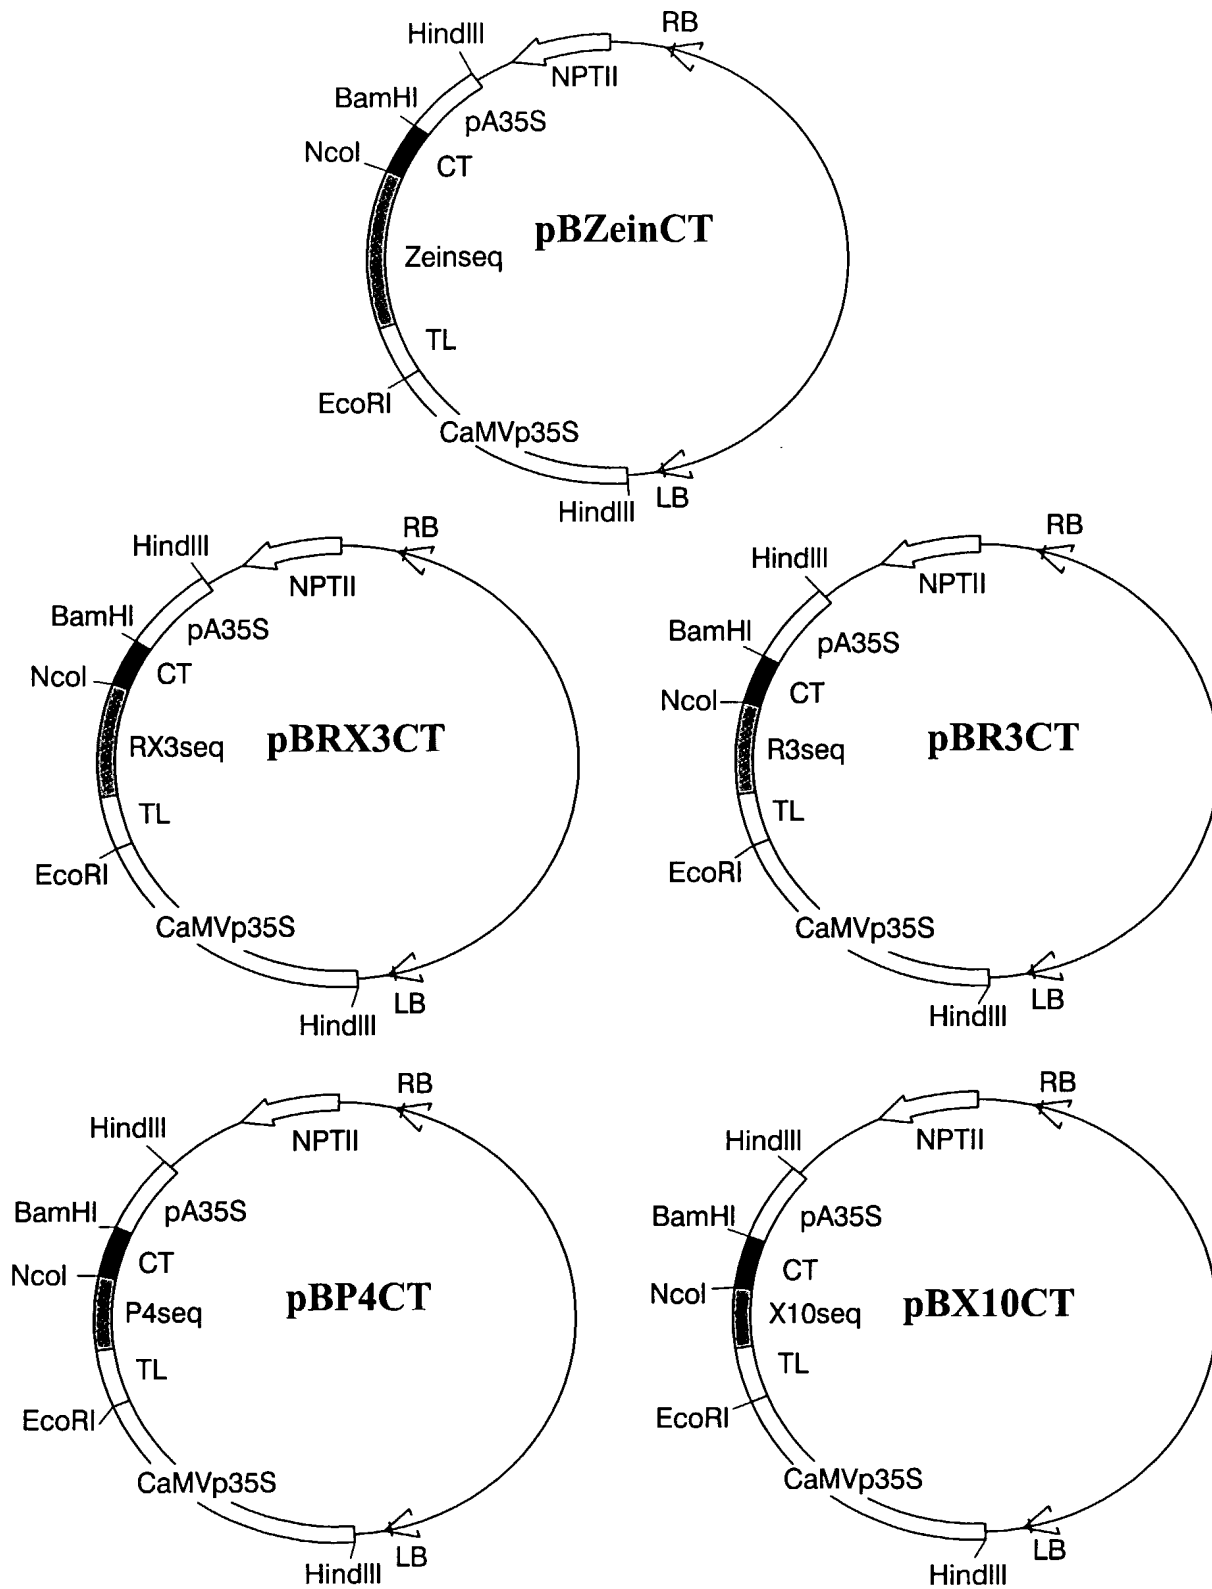 RB
HindIII
NPTII
BamHI
pA35S
NcoI
CT
pBZeinCT
Zeinseq
TL
EcoRI
CaMVp35S
HindIII
LB
RB
HindIII
NPTII
BamHI
pA35S
NcoI
CT
RX3seq
pBRX3CT
TL
EcoRI
CaMVp35S
LB
HindIII
RB
HindIII
NPTII
BamHI
pA35S
NcoI
CT
R3seq
pBR3CT
TL
EcoRI
CaMVp35S
LB
HindIII
RB
HindIII
NPTII
BamHI
pA35S
NcoI
CT
P4seq
pBP4CT
TL
EcoRI
CaMVp35S
LB
HindIII
RB
HindIII
NPTII
BamHI
pA35S
NcoI
CT
X10seq
pBX10CT
TL
EcoRI
CaMVp35S
LB
HindIII